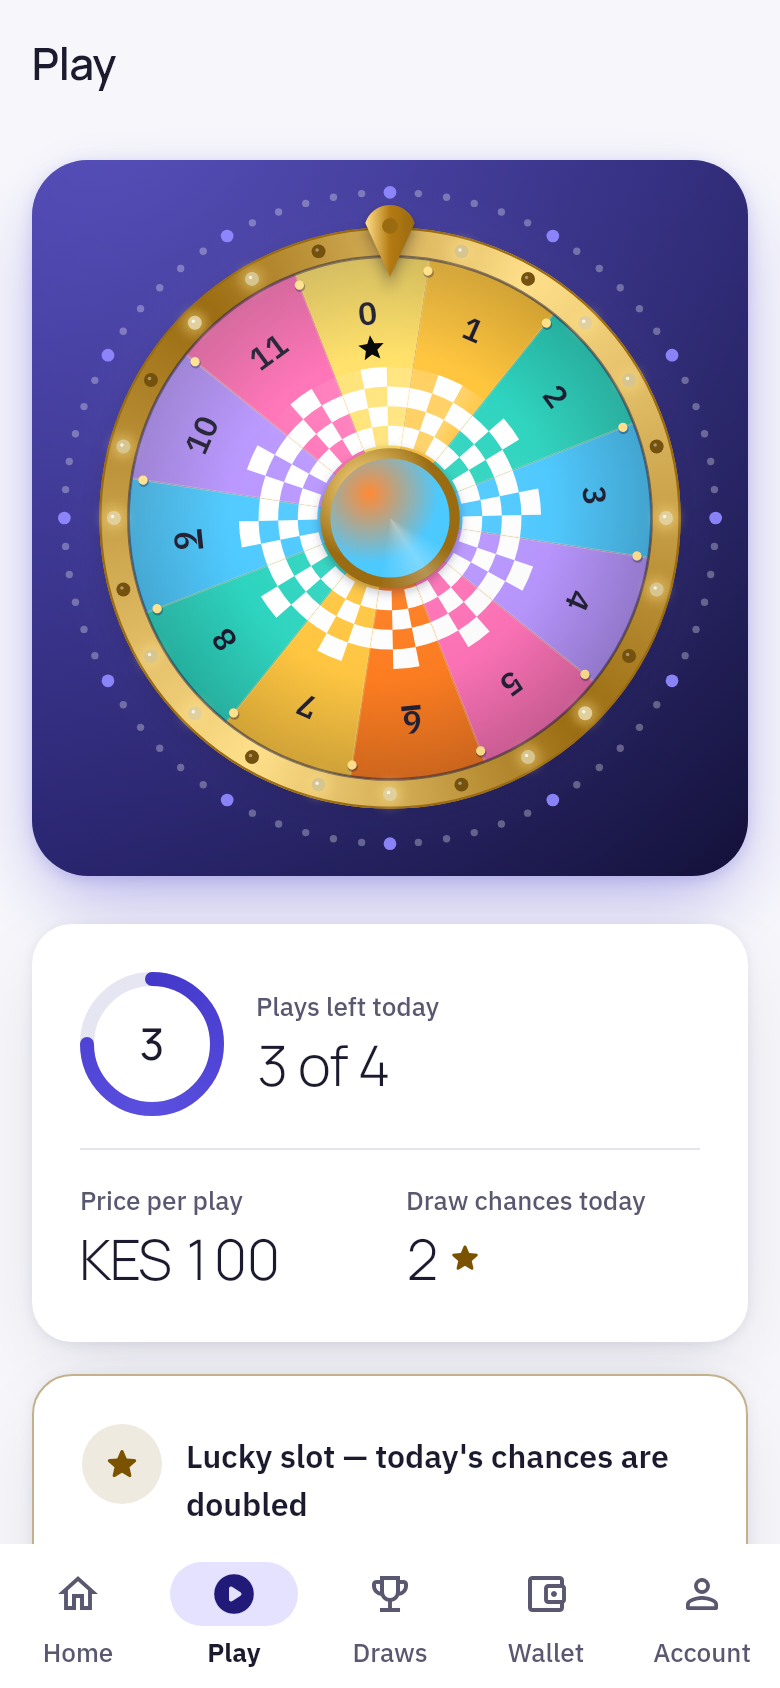 Play
0
1
2
3
4
5
6
7
8
9
10
11
3
Plays left today
3 of 4
Price per play
KES 100
Draw chances today
2
Lucky slot — today's chances are
doubled
Home
Play
Draws
Wallet
Account